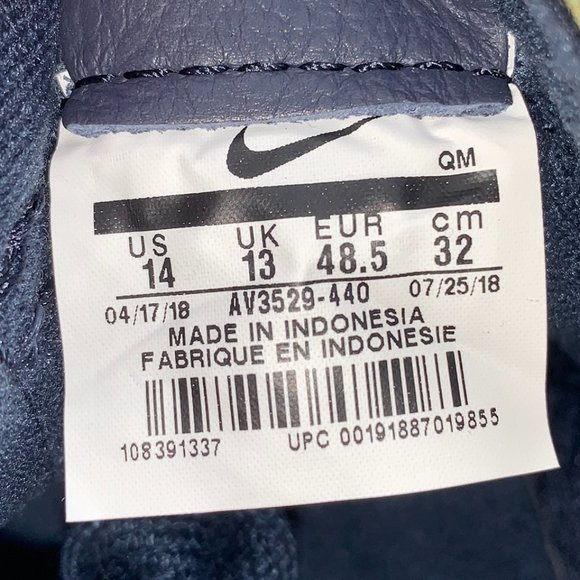 QM
US UK EUR cm
14 13 48.5 32
04/17/18 AV3529-440 07/25/18
MADE IN INDONESIA
FABRIQUE EN INDONESIE
108391337 UPC 00191887019855